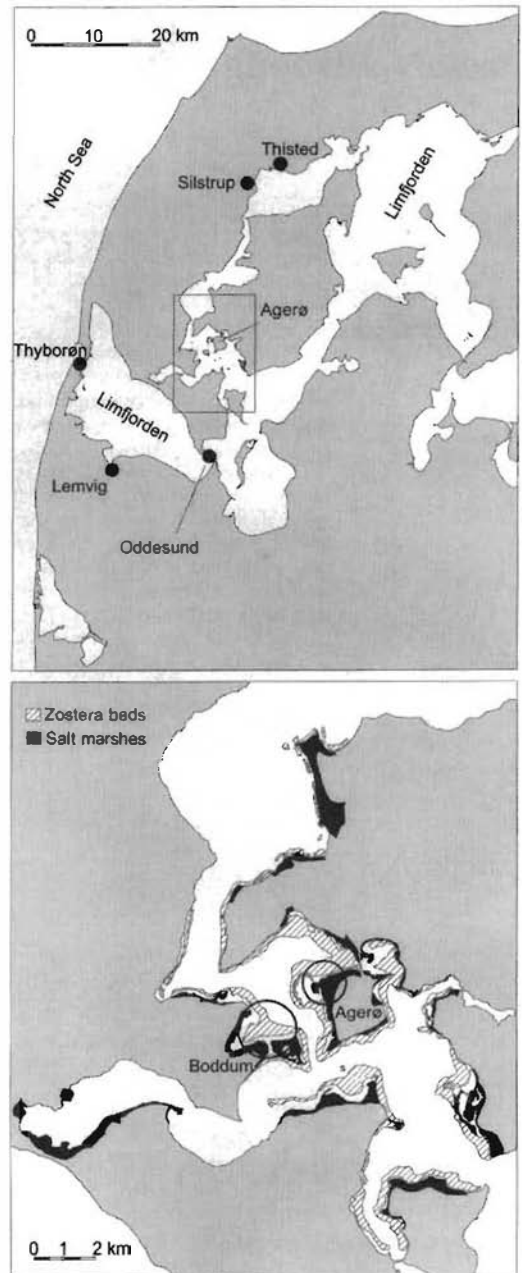 0 10 20 km
North Sea
Thisted
Silstrup
Limfjorden
Agerø
Thyborøn
Limfjorden
Lemvig
Oddesund
Zostera beds
Salt marshes
Agerø
Boddum
0 1 2 km